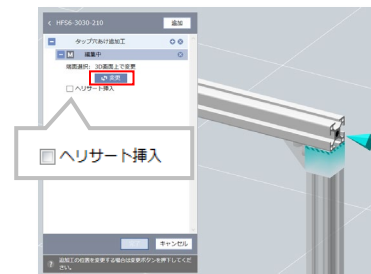 HFS6-3030-210
追加
タップ穴あけ追加工
編集中
端面選択: 3D画面上で変更
変更
ヘリサート挿入
ヘリサート挿入
キャンセル
追加工の位置を変更する場合は変更ボタンを押下してくだ
さい。